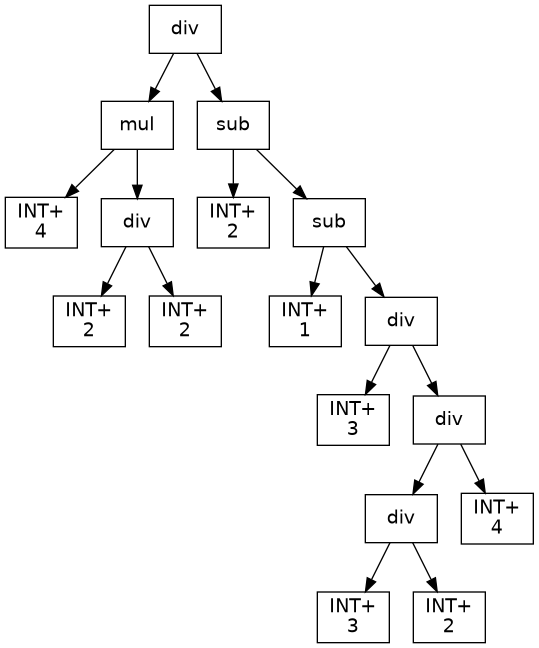 div
mul
sub
INT+
4
div
INT+
2
sub
INT+
2
INT+
2
INT+
1
div
INT+
3
div
div
INT+
4
INT+
3
INT+
2